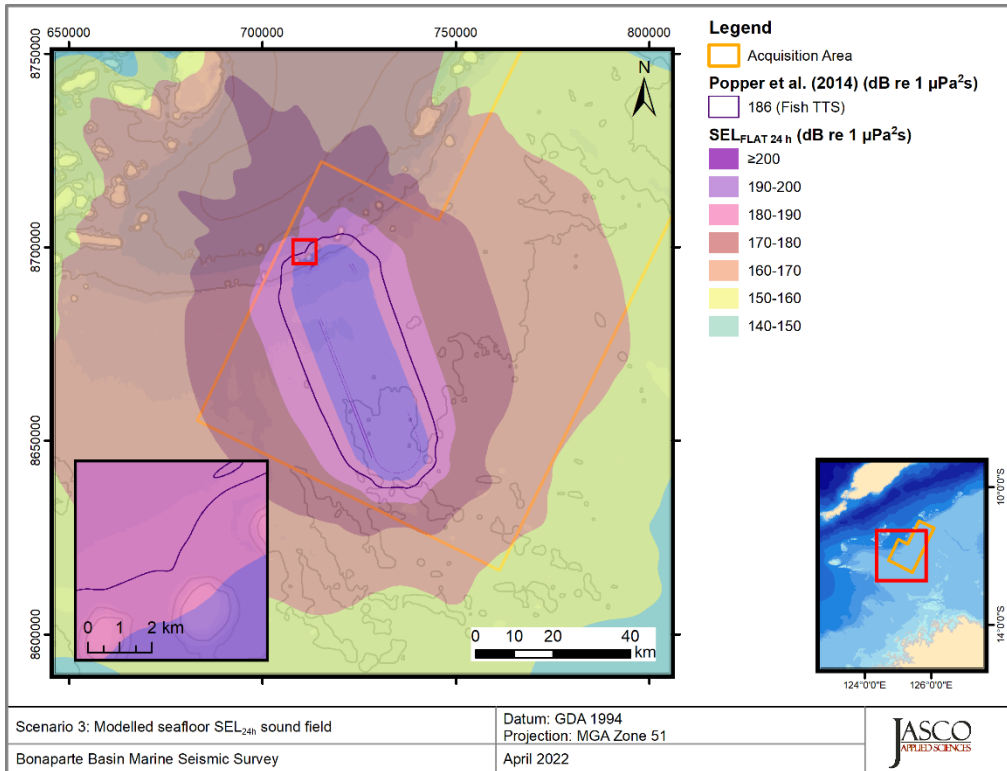 650000 700000 750000 800000
8750000
8700000
8650000
8600000
N
0 1 2 km
0 10 20 40
km
Legend
Acquisition Area
Popper et al. (2014) (dB re 1 µPa²s)
186 (Fish TTS)
SEL_FLAT 24 h (dB re 1 µPa²s)
≥200
190-200
180-190
170-180
160-170
150-160
140-150
10°0'0"S
14°0'0"S
124°0'0"E 126°0'0"E
Scenario 3: Modelled seafloor SEL₂₄ₕ sound field
Bonaparte Basin Marine Seismic Survey
Datum: GDA 1994
Projection: MGA Zone 51
April 2022
JASCO
APPLIED SCIENCES